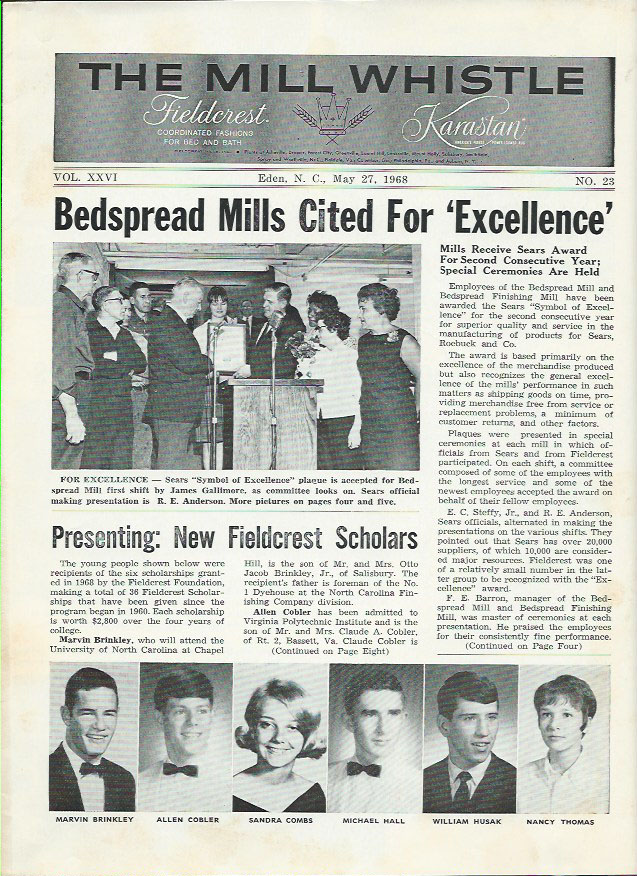 THE MILL WHISTLE
Fieldcrest.
COORDINATED FASHIONS
FOR BED AND BATH
Karastan
VOL. XXVI
Eden, N. C., May 27, 1968
NO. 23
Bedspread Mills Cited For ‘Excellence’
FOR EXCELLENCE — Sears "Symbol of Excellence" plaque is accepted for Bed-
spread Mill first shift by James Gallimore, as committee looks on. Sears official
making presentation is R. E. Anderson. More pictures on pages four and five.
Mills Receive Sears Award
For Second Consecutive Year;
Special Ceremonies Are Held
Employees of the Bedspread Mill and
Bedspread Finishing Mill have been
awarded the Sears "Symbol of Excel-
lence" for the second consecutive year
for superior quality and service in the
manufacturing of products for Sears,
Roebuck and Co.
The award is based primarily on the
excellence of the merchandise produced
but also recognizes the general excel-
lence of the mills' performance in such
matters as shipping goods on time, pro-
viding merchandise free from service or
replacement problems, a minimum of
customer returns, and other factors.
Plaques were presented in special
ceremonies at each mill in which of-
ficials from Sears and from Fieldcrest
participated. On each shift, a committee
composed of some of the employees with
the longest service and some of the
newest employees accepted the award on
behalf of their fellow employees.
E. C. Steffy, Jr., and R. E. Anderson,
Sears officials, alternated in making the
presentations on the various shifts. They
pointed out that Sears has over 20,000
suppliers, of which 10,000 are consider-
ed major resources. Fieldcrest was one
of a relatively small number in the lat-
ter group to be recognized with the "Ex-
cellence" award.
F. E. Barron, manager of the Bed-
spread Mill and Bedspread Finishing
Mill, was master of ceremonies at each
presentation. He praised the employees
for their consistently fine performance.
(Continued on Page Four)
Presenting: New Fieldcrest Scholars
The young people shown below were
recipients of the six scholarships grant-
ed in 1968 by the Fieldcrest Foundation,
making a total of 36 Fieldcrest Scholar-
ships that have been given since the
program began in 1960. Each scholarship
is worth $2,800 over the four years of
college.
Marvin Brinkley, who will attend the
University of North Carolina at Chapel
Hill, is the son of Mr. and Mrs. Otto
Jacob Brinkley, Jr., of Salisbury. The
recipient's father is foreman of the No.
1 Dyehouse at the North Carolina Fin-
ishing Company division.
Allen Cobler has been admitted to
Virginia Polytechnic Institute and is the
son of Mr. and Mrs. Claude A. Cobler,
of Rt. 2, Bassett, Va. Claude Cobler is
(Continued on Page Eight)
MARVIN BRINKLEY
ALLEN COBLER
SANDRA COMBS
MICHAEL HALL
WILLIAM HUSAK
NANCY THOMAS